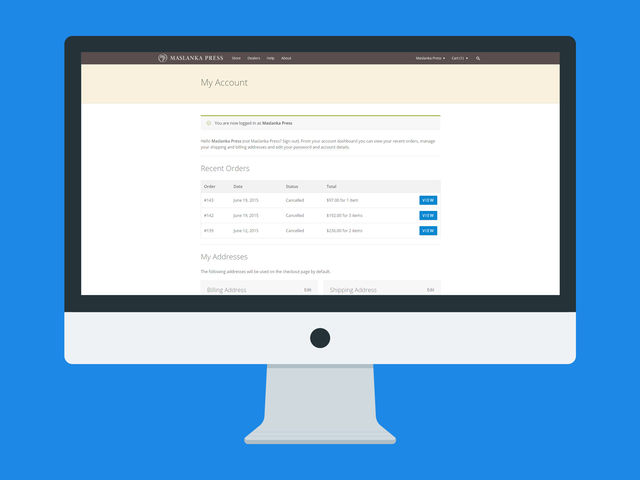 MASLANKA PRESS Store Dealers Help About Maslanka Press Cart (1)
My Account
You are now logged in as Maslanka Press
Hello Maslanka Press (not Maslanka Press? Sign out). From your account dashboard you can view your recent orders, manage
your shipping and billing addresses and edit your password and account details.
Recent Orders
Order Date Status Total
#143 June 19, 2015 Cancelled $97.00 for 1 item VIEW
#142 June 19, 2015 Cancelled $192.00 for 3 items VIEW
#139 June 12, 2015 Cancelled $236.00 for 2 items VIEW
My Addresses
The following addresses will be used on the checkout page by default.
Billing Address Edit Shipping Address Edit